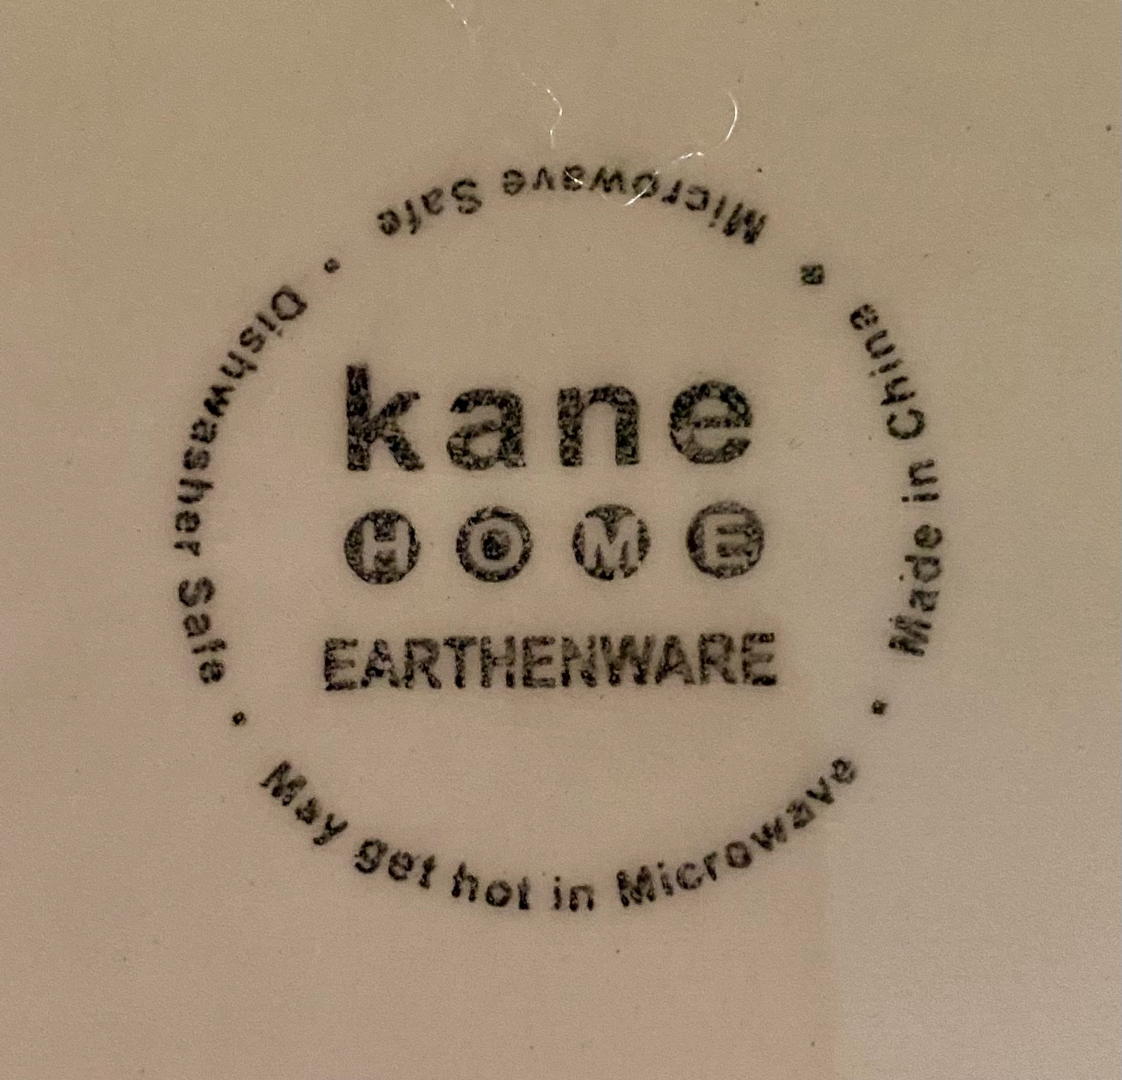 kane
HOME
EARTHENWARE
Microwave Safe • Dishwasher Safe • May get hot in Microwave • Made in China •